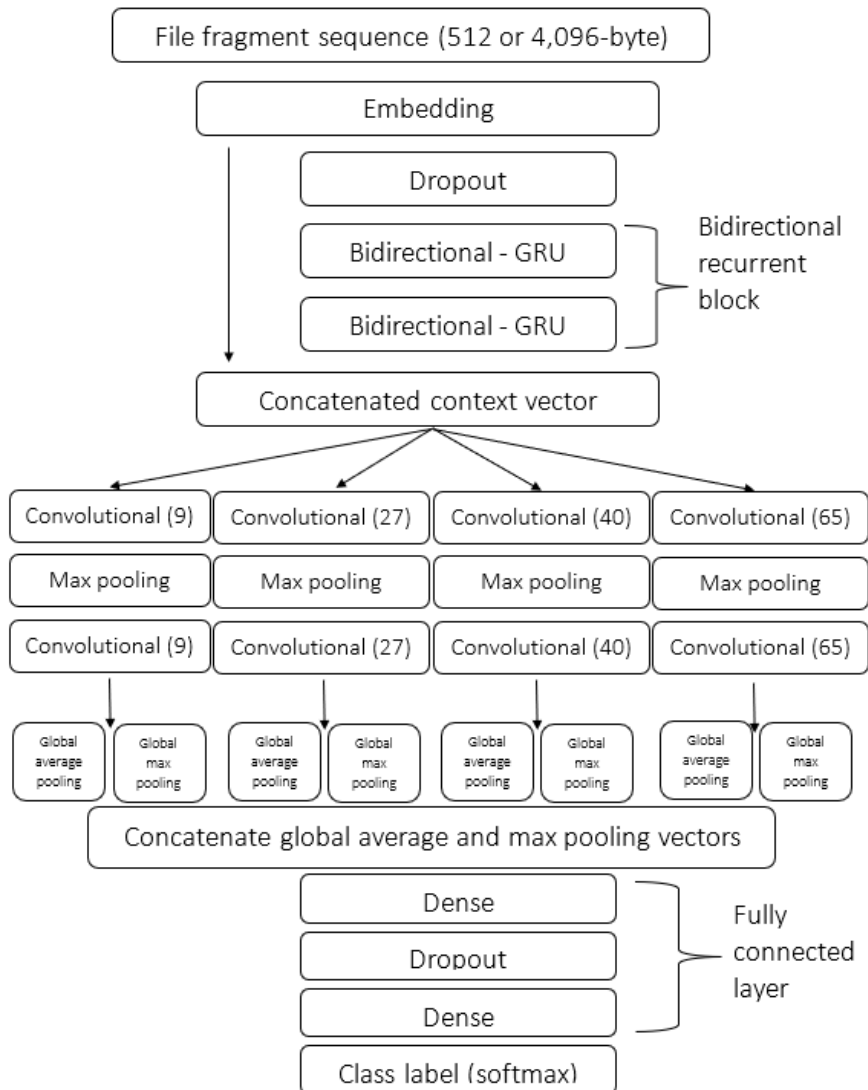 File fragment sequence (512 or 4,096-byte)
Embedding
Dropout
Bidirectional - GRU
Bidirectional - GRU
Bidirectional
recurrent
block
Concatenated context vector
Convolutional (9)
Convolutional (27)
Convolutional (40)
Convolutional (65)
Max pooling
Max pooling
Max pooling
Max pooling
Convolutional (9)
Convolutional (27)
Convolutional (40)
Convolutional (65)
Global
average
pooling
Global
max
pooling
Global
average
pooling
Global
max
pooling
Global
average
pooling
Global
max
pooling
Global
average
pooling
Global
max
pooling
Concatenate global average and max pooling vectors
Dense
Dropout
Dense
Fully
connected
layer
Class label (softmax)